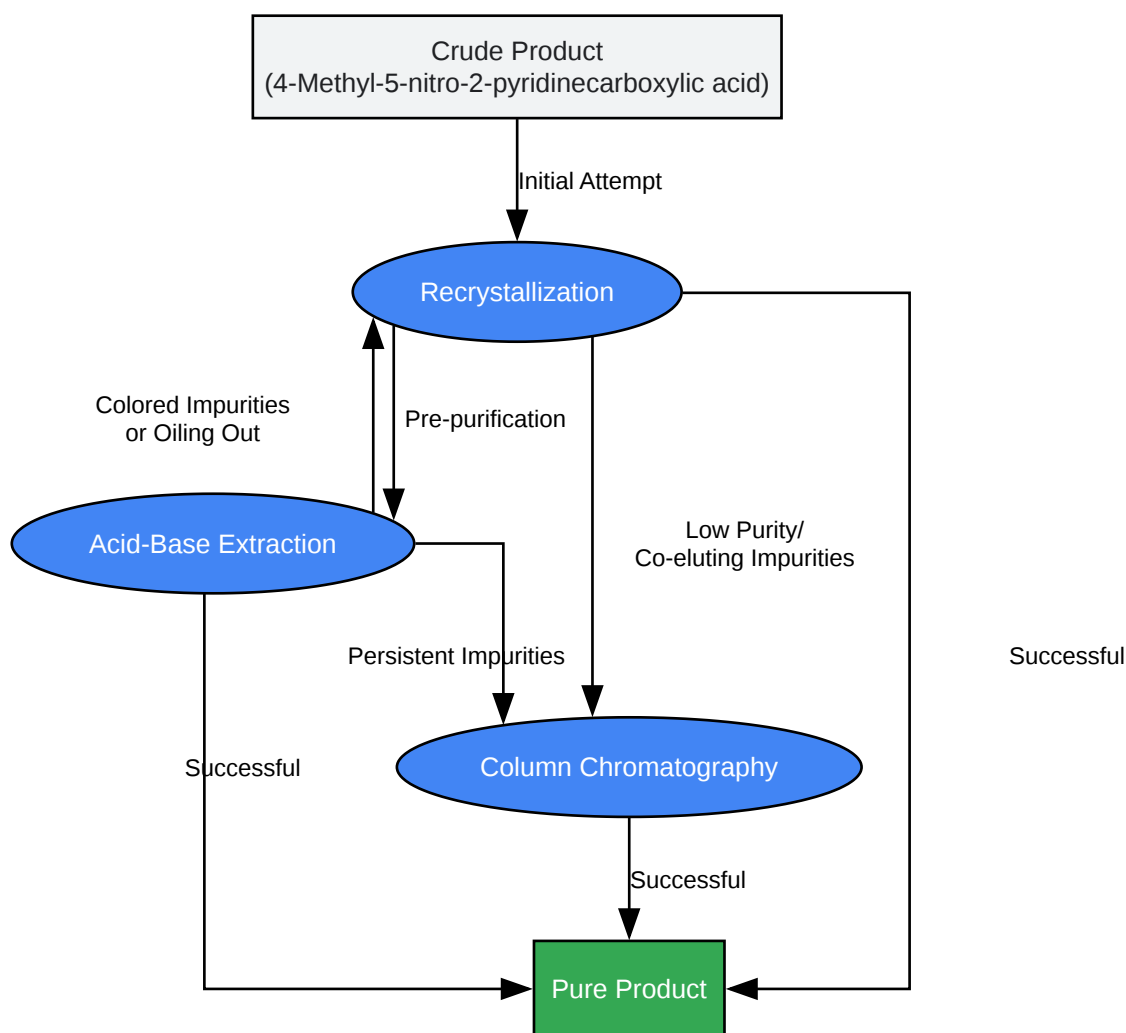 Crude Product
(4-Methyl-5-nitro-2-pyridinecarboxylic acid)
Initial Attempt
Recrystallization
Colored Impurities
or Oiling Out
Pre-purification
Low Purity/
Co-eluting Impurities
Acid-Base Extraction
Persistent Impurities
Successful
Successful
Column Chromatography
Successful
Pure Product